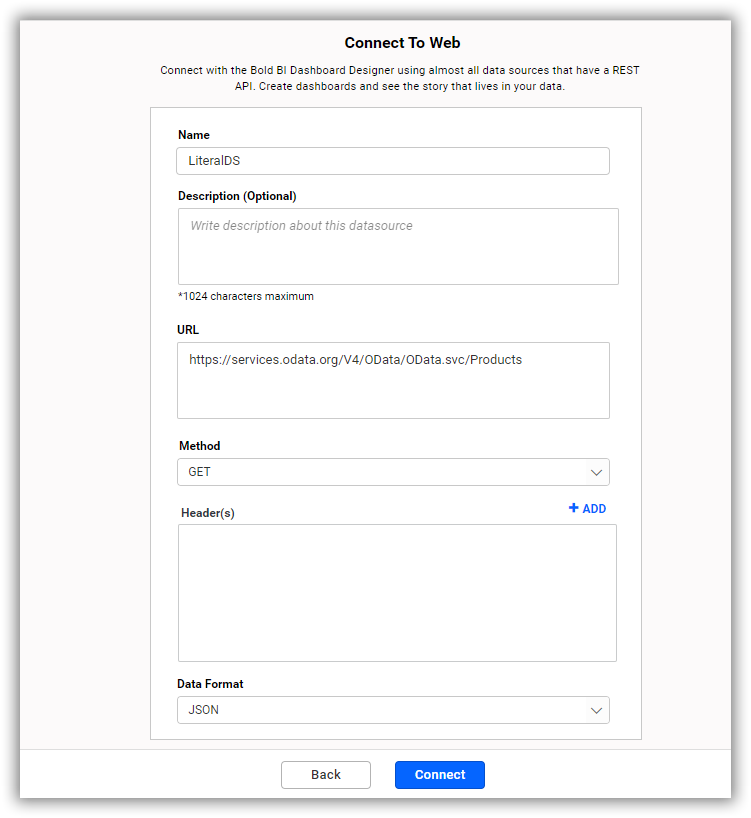 Connect To Web
Connect with the Bold BI Dashboard Designer using almost all data sources that have a REST
API. Create dashboards and see the story that lives in your data.
Name
LiteralDS
Description (Optional)
Write description about this datasource
*1024 characters maximum
URL
https://services.odata.org/V4/OData/OData.svc/Products
Method
GET
Header(s)
+ ADD
Data Format
JSON
Back
Connect